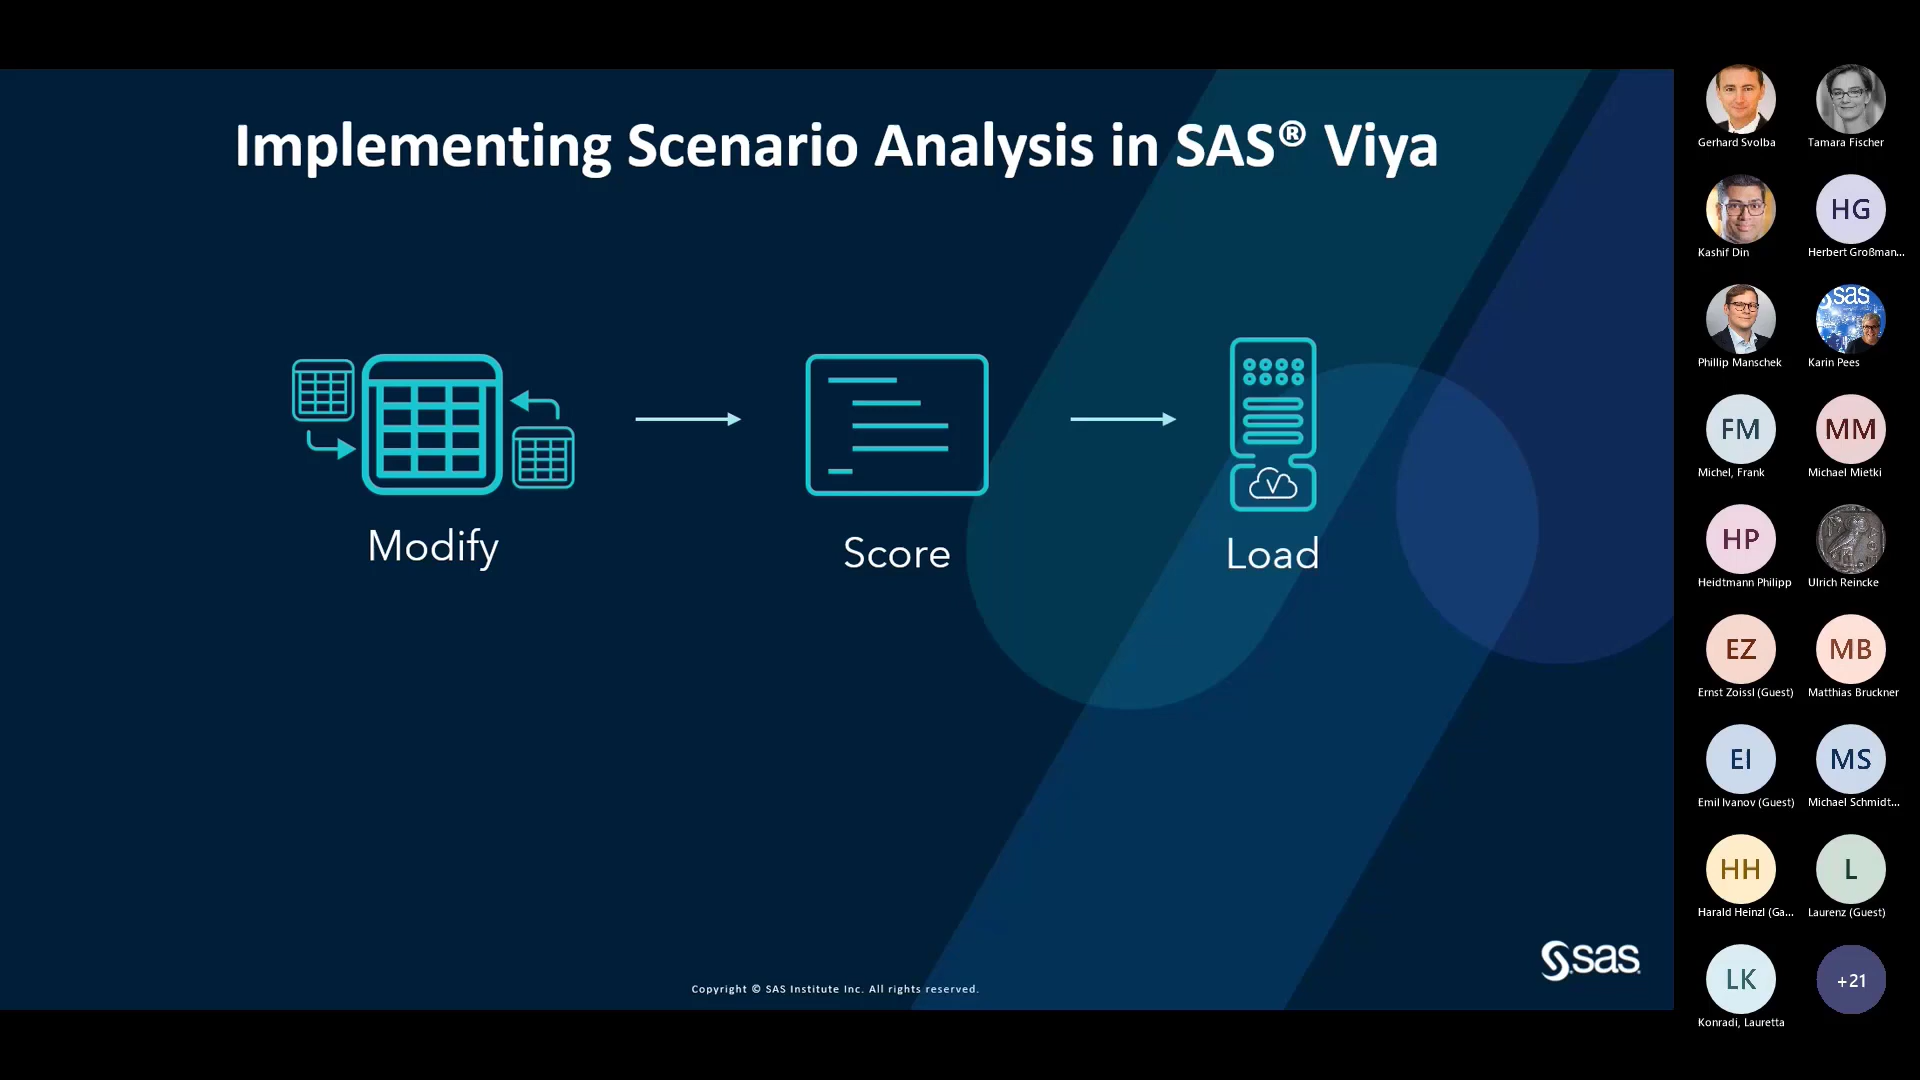 Implementing Scenario Analysis in SAS® Viya
Modify
Score
Load
V
Copyright © SAS Institute Inc. All rights reserved.
sas
Gerhard Svolba
Tamara Fischer
Kashif Din
HG
Herbert Großman...
Phillip Manschek
sas
Karin Pees
FM
Michel, Frank
MM
Michael Mietki
HP
Heidtmann Philipp
Ulrich Reincke
EZ
Ernst Zoissl (Guest)
MB
Matthias Bruckner
EI
Emil Ivanov (Guest)
MS
Michael Schmidt...
HH
Harald Heinzl (Ga...
L
Laurenz (Guest)
LK
Konradi, Lauretta
+21